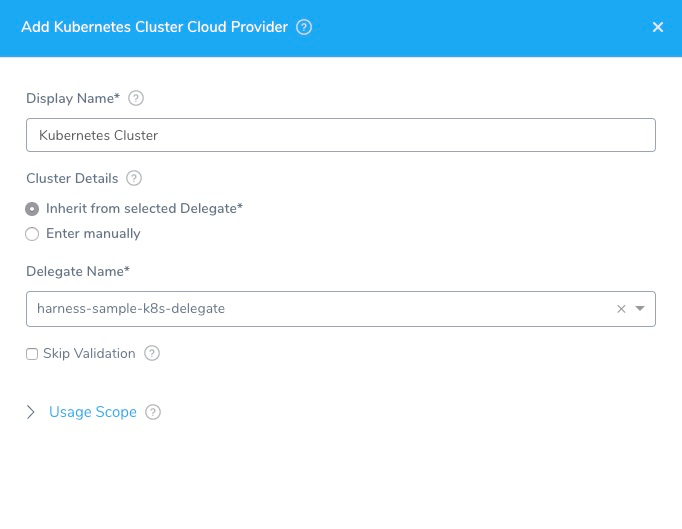 Add Kubernetes Cluster Cloud Provider ?
Display Name* ?
Kubernetes Cluster
Cluster Details ?
Inherit from selected Delegate*
Enter manually
Delegate Name*
harness-sample-k8s-delegate
Skip Validation ?
Usage Scope ?